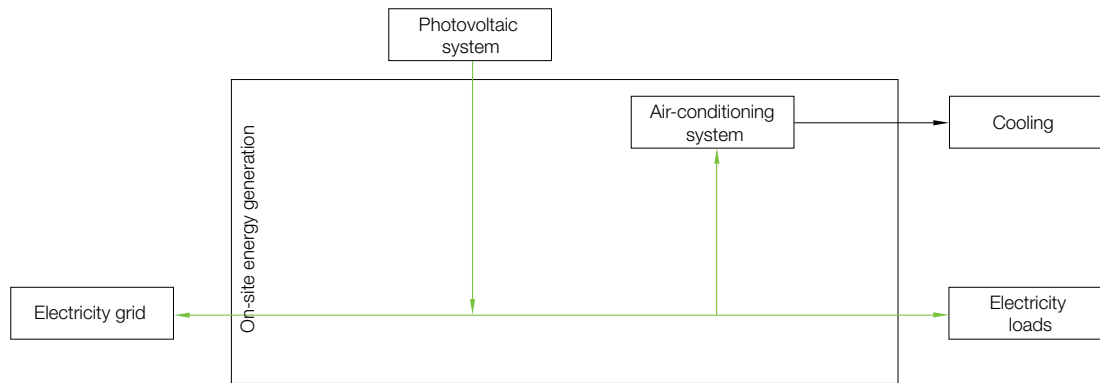 Photovoltaic
system
Air-conditioning
system
Cooling
On-site energy generation
Electricity grid
Electricity
loads